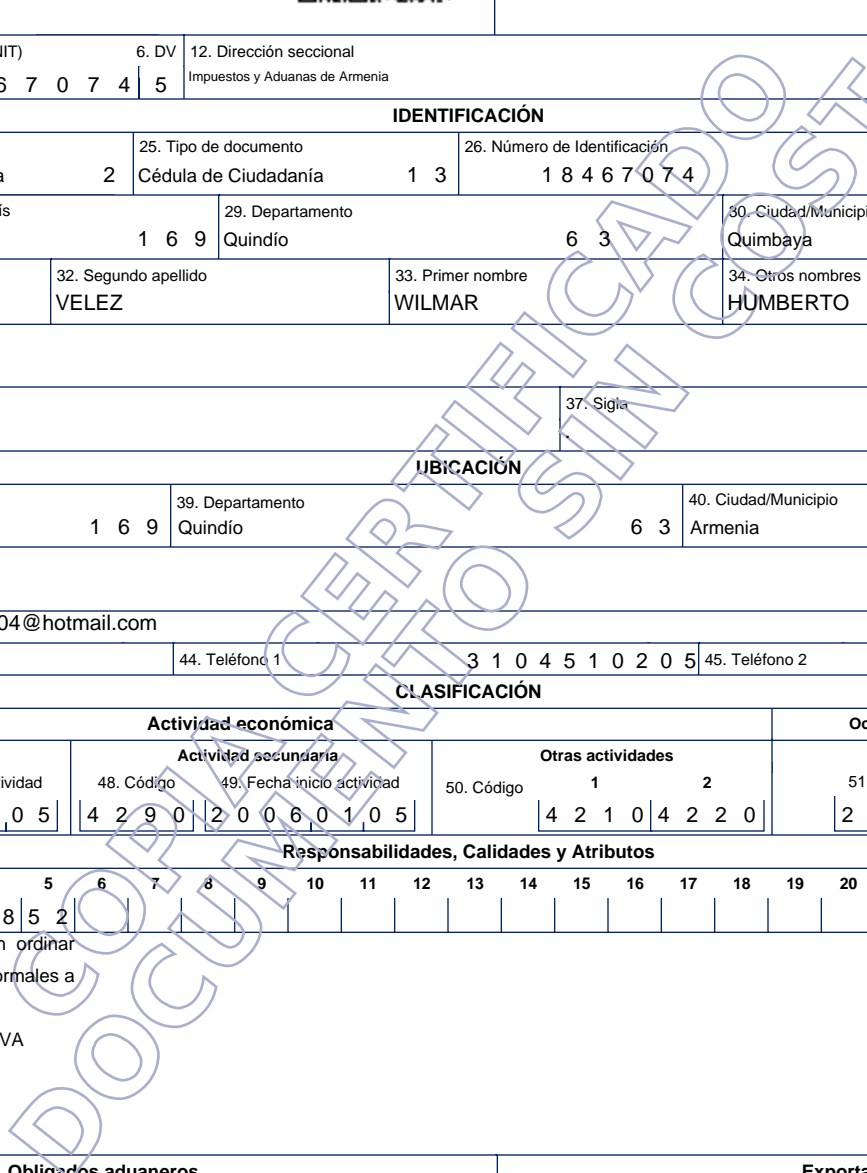 NIT) 6. DV 12. Dirección seccional
6 7 0 7 4 5 Impuestos y Aduanas de Armenia
IDENTIFICACIÓN
25. Tipo de documento 26. Número de Identificación
a 2 Cédula de Ciudadanía 1 3 1 8 4 6 7 0 7 4
ís 29. Departamento 30. Ciudad/Municipi
1 6 9 Quindío 6 3 Quimbaya
32. Segundo apellido 33. Primer nombre 34. Otros nombres
VELEZ WILMAR HUMBERTO
37. Sigla
.
UBICACIÓN
39. Departamento 40. Ciudad/Municipio
1 6 9 Quindío 6 3 Armenia
04@hotmail.com
44. Teléfono 1 3 1 0 4 5 1 0 2 0 5 45. Teléfono 2
CLASIFICACIÓN
Actividad económica Oc
Actividad secundaria Otras actividades
ividad 48. Código 49. Fecha inicio actividad 50. Código 1 2 51
0 5 4 2 9 0 2 0 0 6 0 1 0 5 4 2 1 0 4 2 2 0 2
Responsabilidades, Calidades y Atributos
5 6 7 8 9 10 11 12 13 14 15 16 17 18 19 20
8 5 2
n ordinar
ormales a
VA
Obligados aduaneros Exporta
COPIA CERTIFICADO
DOCUMENTO SIN COST